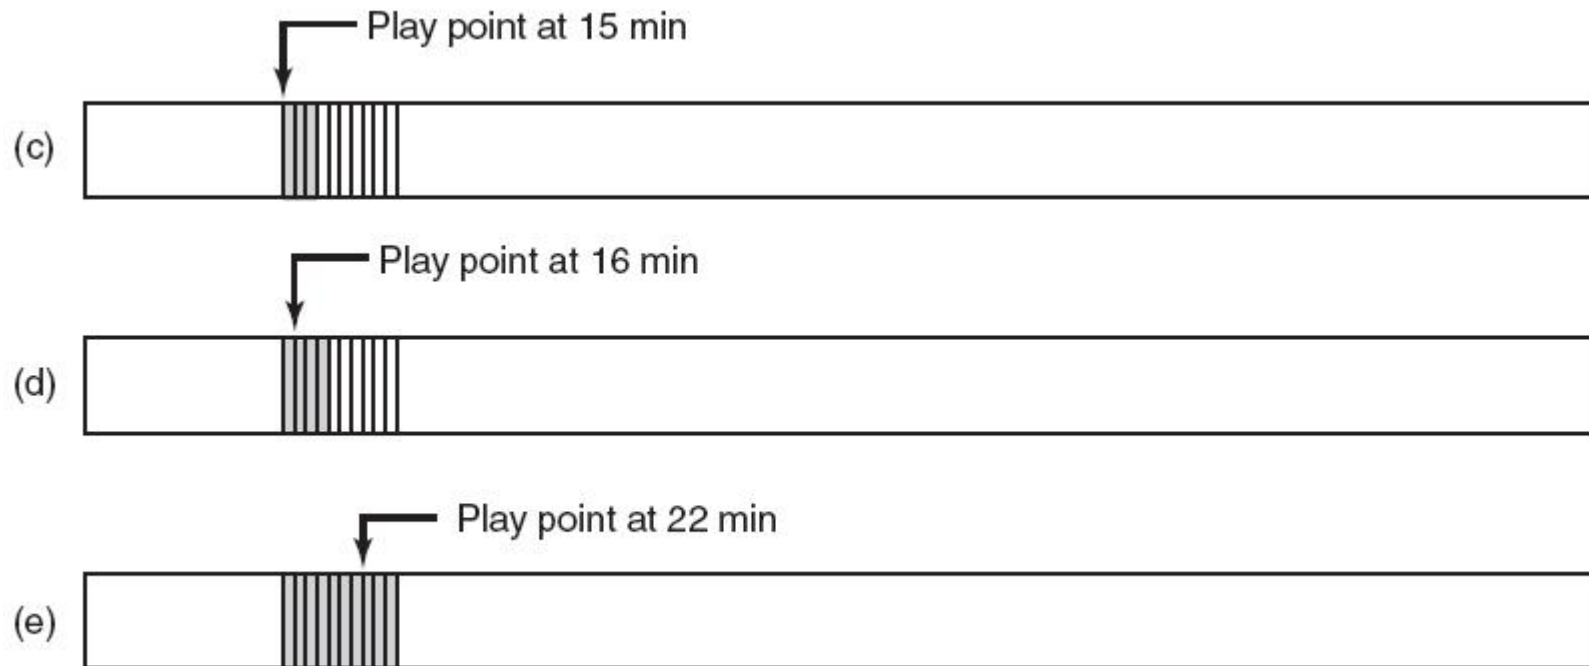 Play point at 15 min
(c)
Play point at 16 min
(d)
Play point at 22 min
(e)